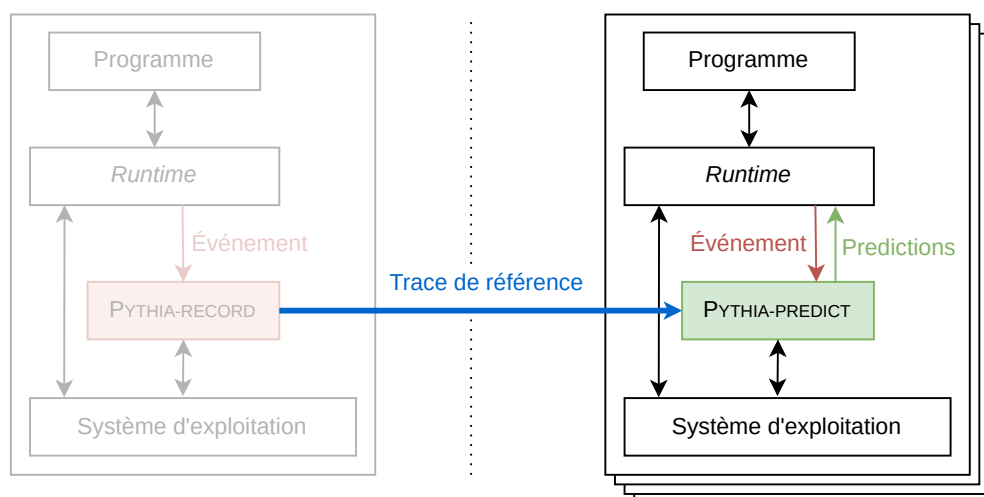 Programme
Runtime
Événement
PYTHIA-RECORD
Système d'exploitation
Trace de référence
Programme
Runtime
Événement
Predictions
PYTHIA-PREDICT
Système d'exploitation